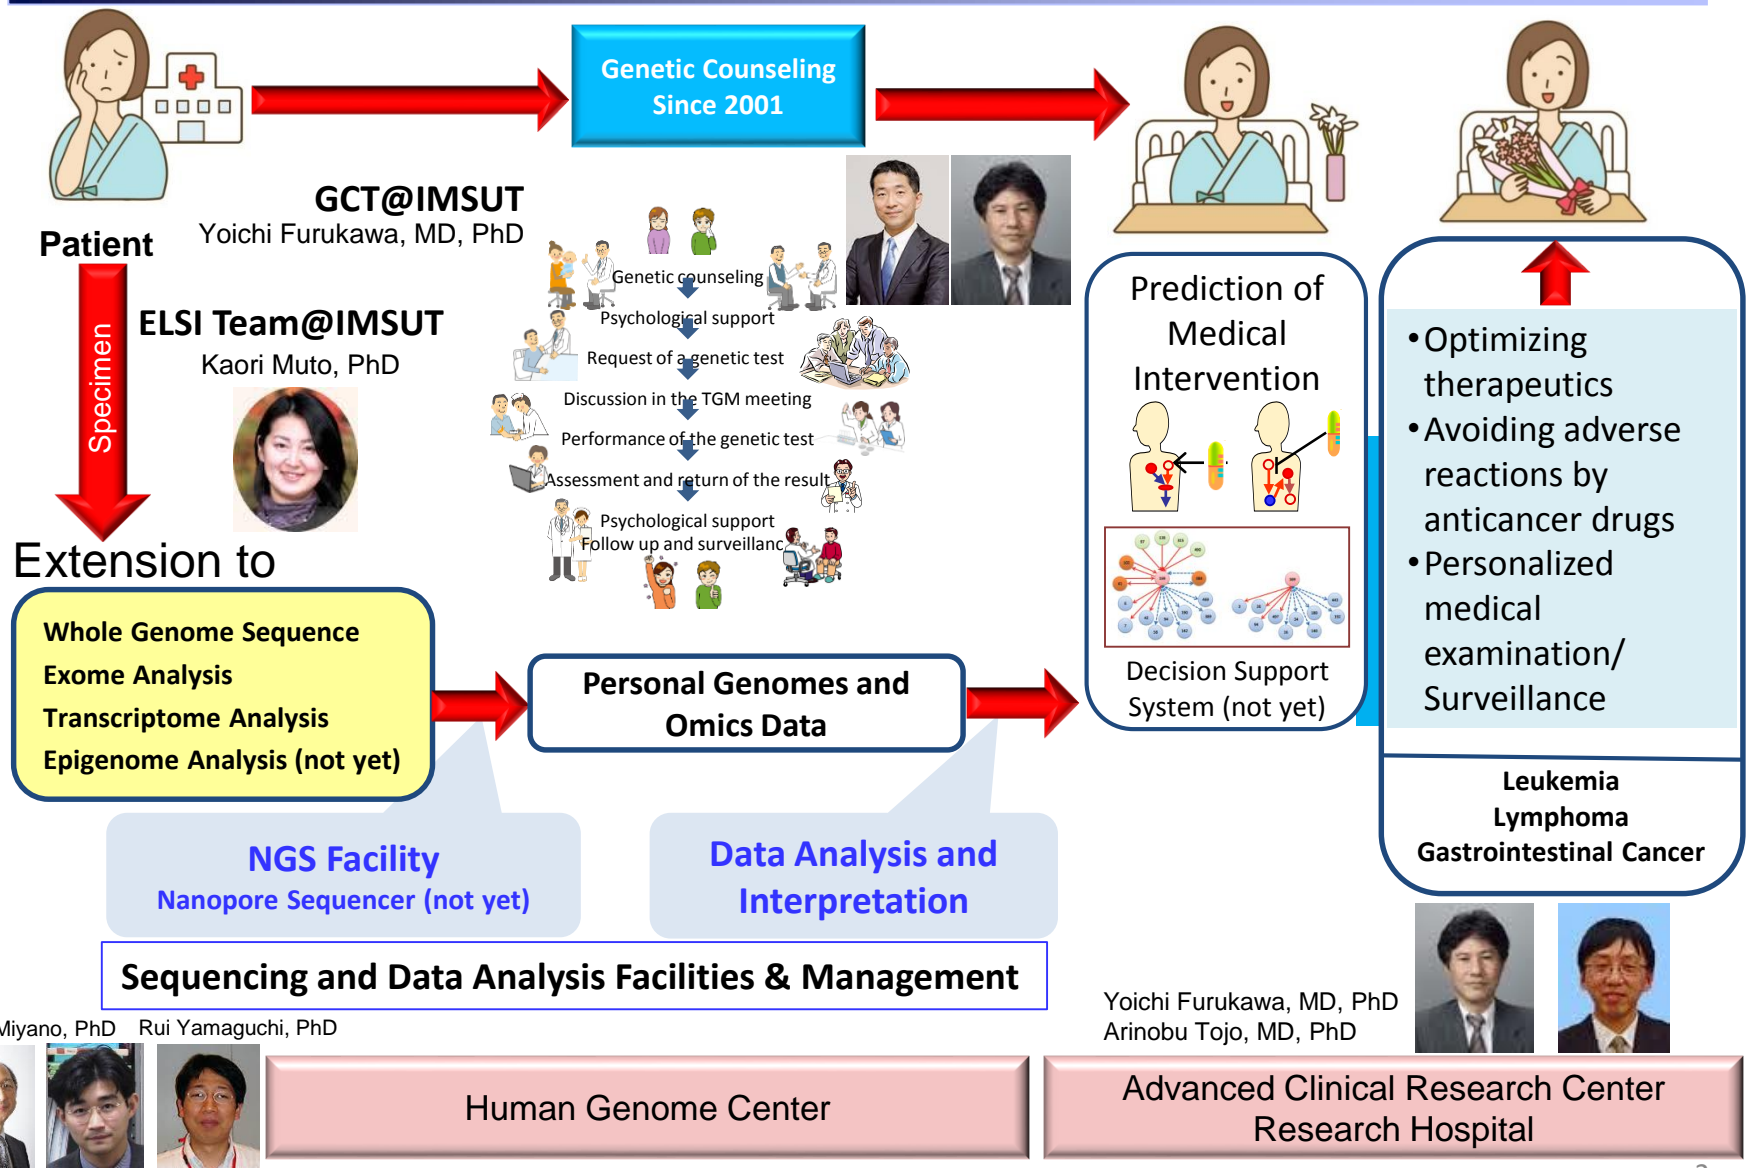 Genetic Counseling
Since 2001
GCT@IMSUT
Yoichi Furukawa, MD, PhD
Patient
Specimen
ELSI Team@IMSUT
Kaori Muto, PhD
Genetic counseling
Psychological support
Request of a genetic test
Discussion in the TGM meeting
Performance of the genetic test
Assessment and return of the result
Psychological support
Follow up and surveillanc
Extension to
Whole Genome Sequence
Exome Analysis
Transcriptome Analysis
Epigenome Analysis (not yet)
Personal Genomes and
Omics Data
NGS Facility
Nanopore Sequencer (not yet)
Data Analysis and
Interpretation
Sequencing and Data Analysis Facilities & Management
Prediction of
Medical
Intervention
Decision Support
System (not yet)
•Optimizing
therapeutics
•Avoiding adverse
reactions by
anticancer drugs
•Personalized
medical
examination/
Surveillance
Leukemia
Lymphoma
Gastrointestinal Cancer
Miyano, PhD Rui Yamaguchi, PhD
Yoichi Furukawa, MD, PhD
Arinobu Tojo, MD, PhD
Human Genome Center
Advanced Clinical Research Center
Research Hospital